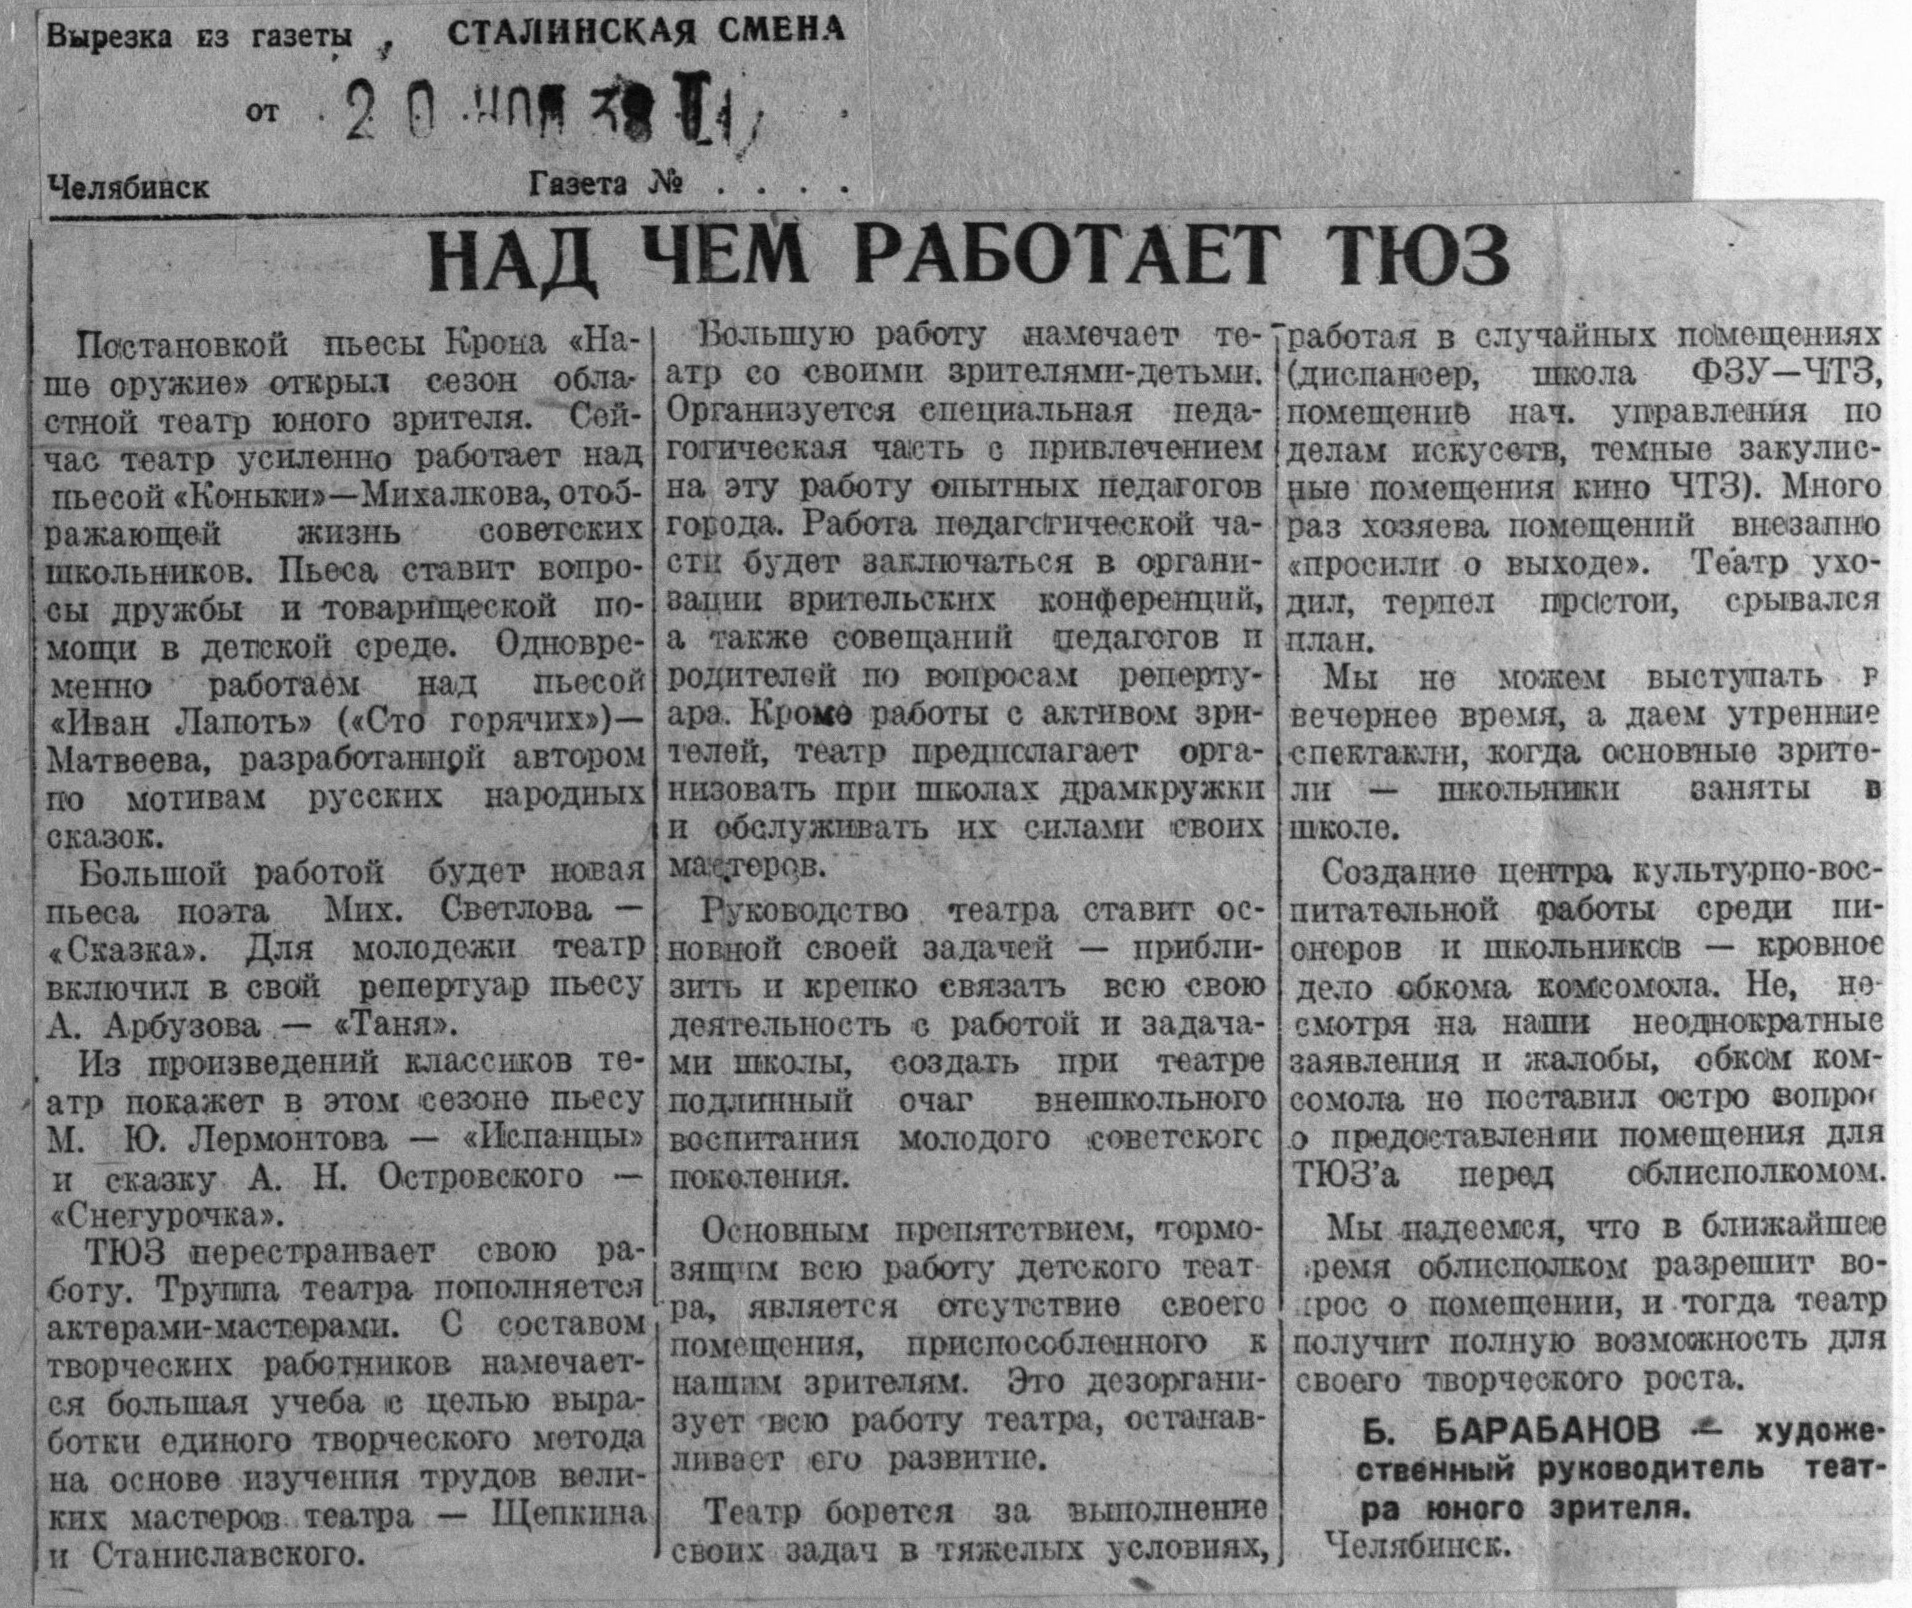 Вырезка из газеты СТАЛИНСКАЯ СМЕНА
от 20 НОЯ 39
Челябинск Газета № . . . .
НАД ЧЕМ РАБОТАЕТ ТЮЗ
Постановкой пьесы Крона «На-
ше оружие» открыл сезон обла-
стной театр юного зрителя. Сей-
час театр усиленно работает над
пьесой «Коньки»—Михалкова, отоб-
ражающей жизнь советских
школьников. Пьеса ставит вопро-
сы дружбы и товарищеской по-
мощи в детской среде. Одновре-
менно работаем над пьесой
«Иван Лапоть» («Сто горячих»)—
Матвеева, разработанной автором
по мотивам русских народных
сказок.
Большой работой будет новая
пьеса поэта Мих. Светлова —
«Сказка». Для молодежи театр
включил в свой репертуар пьесу
А. Арбузова — «Таня».
Из произведений классиков те-
атр покажет в этом сезоне пьесу
М. Ю. Лермонтова — «Испанцы»
и сказку А. Н. Островского —
«Снегурочка».
ТЮЗ перестраивает свою ра-
боту. Труппа театра пополняется
актерами-мастерами. С составом
творческих работников намечает-
ся большая учеба с целью выра-
ботки единого творческого метода
на основе изучения трудов вели-
ких мастеров театра — Щепкина
и Станиславского.
Большую работу намечает те-
атр со своими зрителями-детьми.
Организуется специальная педа-
гогическая часть с привлечением
на эту работу опытных педагогов
города. Работа педагогической ча-
сти будет заключаться в органи-
зации зрительских конференций,
а также совещаний педагогов и
родителей по вопросам реперту-
ара. Кроме работы с активом зри-
телей, театр предполагает орга-
низовать при школах драмкружки
и обслуживать их силами своих
мастеров.
Руководство театра ставит ос-
новной своей задачей — прибли-
зить и крепко связать всю свою
деятельность с работой и задача-
ми школы, создать при театре
подлинный очаг внешкольного
воспитания молодого советского
поколения.
Основным препятствием, тормо-
зящим всю работу детского теат-
ра, является отсутствие своего
помещения, приспособленного к
нашим зрителям. Это дезоргани-
зует всю работу театра, останав-
ливает его развитие.
Театр борется за выполнение
своих задач в тяжелых условиях,
работая в случайных помещениях
(диспансер, школа ФЗУ—ЧТЗ,
помещение нач. управления по
делам искусств, темные закулис-
ные помещения кино ЧТЗ). Много
раз хозяева помещений внезапно
«просили о выходе». Театр ухо-
дил, терпел простои, срывался
план.
Мы не можем выступать в
вечернее время, а даем утренние
спектакли, когда основные зрите-
ли — школьники заняты в
школе.
Создание центра культурно-вос-
питательной работы среди пи-
онеров и школьников — кровное
дело обкома комсомола. Не, не-
смотря на наши неоднократные
заявления и жалобы, обком ком-
сомола не поставил остро вопрос
о предоставлении помещения для
ТЮЗ'а перед облисполкомом.
Мы надеемся, что в ближайшее
время облисполком разрешит во-
прос о помещении, и тогда театр
получит полную возможность для
своего творческого роста.
Б. БАРАБАНОВ — художе-
ственный руководитель теат-
ра юного зрителя.
Челябинск.